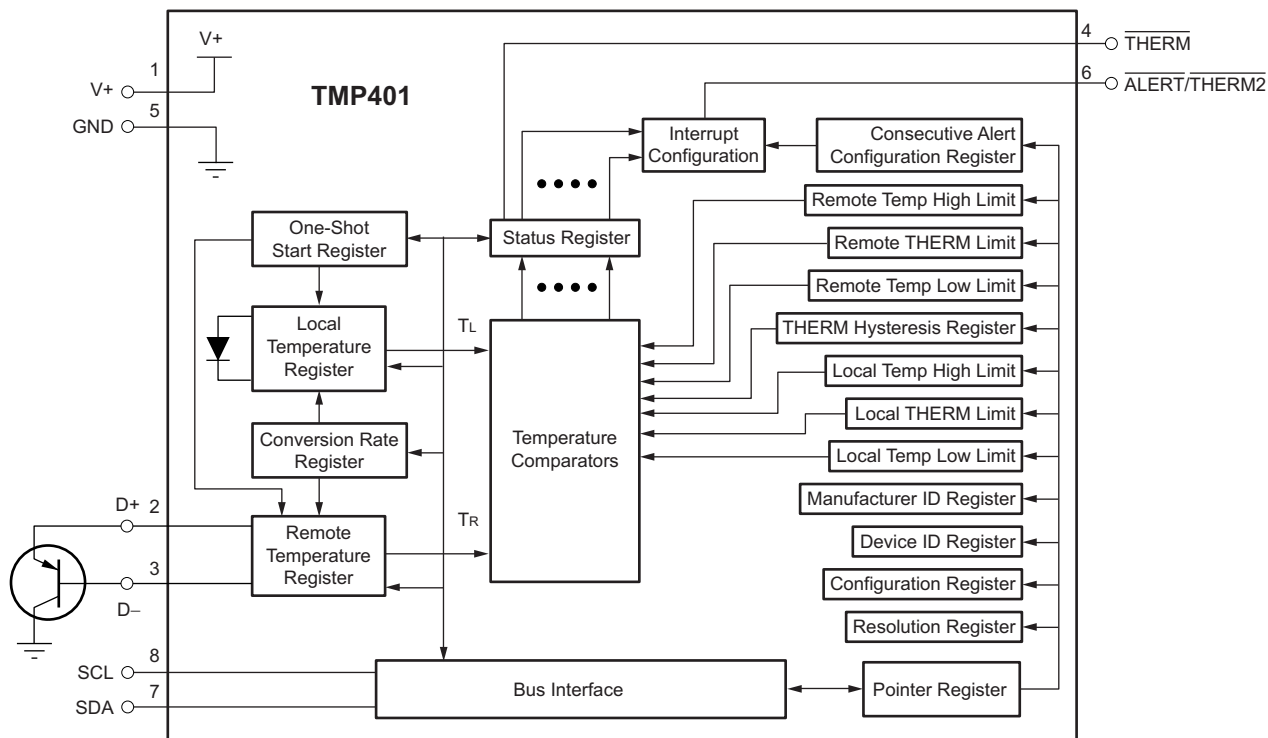 V+
TMP401
1
V+
5
GND
4
THERM
6
ALERT/THERM2
Interrupt
Configuration
Consecutive Alert
Configuration Register
Remote Temp High Limit
One-Shot
Start Register
Status Register
Remote THERM Limit
Remote Temp Low Limit
Local
Temperature
Register
TL
THERM Hysteresis Register
Local Temp High Limit
Local THERM Limit
Conversion Rate
Register
Temperature
Comparators
Local Temp Low Limit
Manufacturer ID Register
D+
2
Remote
Temperature
Register
TR
Device ID Register
3
D−
Configuration Register
Resolution Register
8
SCL
7
SDA
Bus Interface
Pointer Register